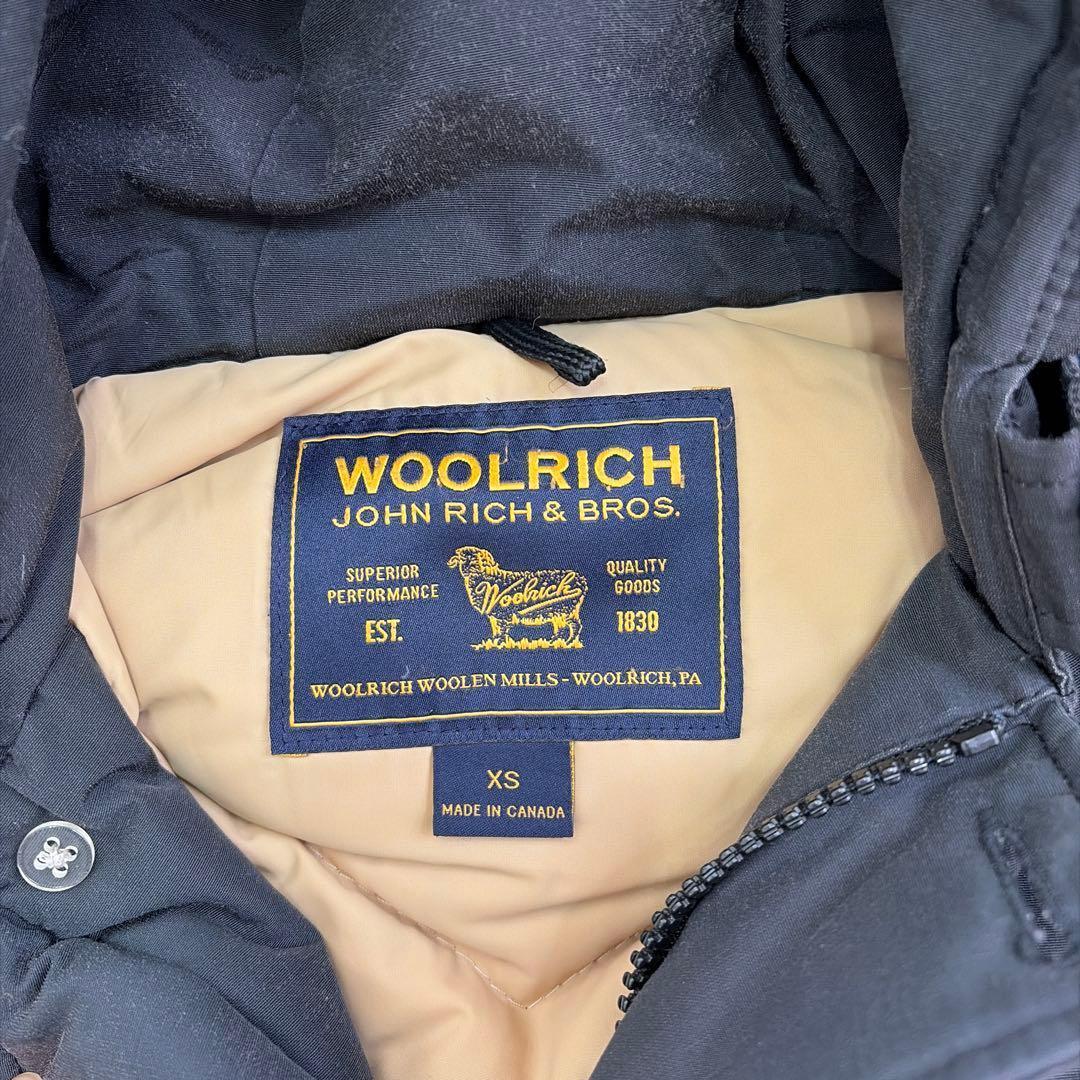 WOOLRICH
JOHN RICH & BROS.
SUPERIOR
PERFORMANCE
EST.
Woolrich
QUALITY
GOODS
1830
WOOLRICH WOOLEN MILLS - WOOLRICH, PA
XS
MADE IN CANADA